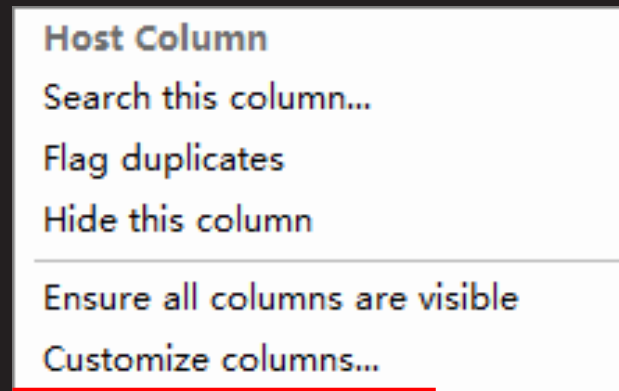 Host Column
Search this column...
Flag duplicates
Hide this column
Ensure all columns are visible
Customize columns...